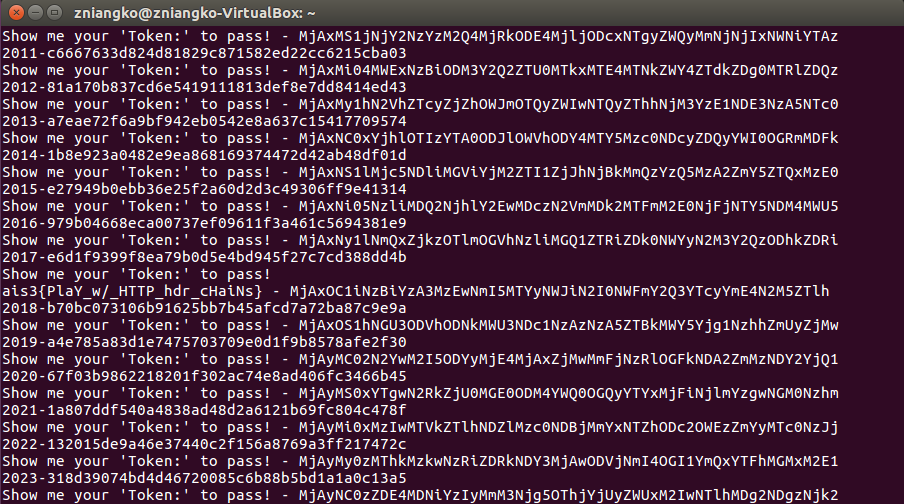 zniangko@zniangko-VirtualBox: ~
Show me your 'Token:' to pass! - MjAxMS1jNjY2NzYzM2Q4MjRkODE4MjljODcxNTgyZWQyMmNjNjIxNWNiYTAz
2011-c6667633d824d81829c871582ed22cc6215cba03
Show me your 'Token:' to pass! - MjAxMi04MWExNzBiODM3Y2Q2ZTU0MTkxMTE4MTNkZWY4ZTdkZDg0MTRlZDQz
2012-81a170b837cd6e5419111813def8e7dd8414ed43
Show me your 'Token:' to pass! - MjAxMy1hN2VhZTcyZjZhOWJmOTQyZWIwNTQyZThhNjM3YzE1NDE3NzA5NTc0
2013-a7eae72f6a9bf942eb0542e8a637c15417709574
Show me your 'Token:' to pass! - MjAxNC0xYjhlOTIzYTA0ODJlOWVhODY4MTY5Mzc0NDcyZDQyYWI0OGRmMDFk
2014-1b8e923a0482e9ea868169374472d42ab48df01d
Show me your 'Token:' to pass! - MjAxNS1lMjc5NDliMGViYjM2ZTI1ZjJhNjBkMmQzYzQ5MzA2ZmY5ZTQxMzE0
2015-e27949b0ebb36e25f2a60d2d3c49306ff9e41314
Show me your 'Token:' to pass! - MjAxNi05NzliMDQ2NjhlY2EwMDczN2VmMDk2MTFmM2E0NjFjNTY5NDM4MWU5
2016-979b04668eca00737ef09611f3a461c5694381e9
Show me your 'Token:' to pass! - MjAxNy1lNmQxZjkzOTlmOGVhNzliMGQ1ZTRiZDk0NWYyN2M3Y2QzODhkZDRi
2017-e6d1f9399f8ea79b0d5e4bd945f27c7cd388dd4b
Show me your 'Token:' to pass!
ais3{PlaY_w/_HTTP_hdr_cHaiNs} - MjAxOC1iNzBiYzA3MzEwNmI5MTYyNWJiN2I0NWFmY2Q3YTcyYmE4N2M5ZTlh
2018-b70bc073106b91625bb7b45afcd7a72ba87c9e9a
Show me your 'Token:' to pass! - MjAxOS1hNGU3ODVhODNkMWU3NDc1NzAzNzA5ZTBkMWY5Yjg1NzhhZmUyZjMw
2019-a4e785a83d1e7475703709e0d1f9b8578afe2f30
Show me your 'Token:' to pass! - MjAyMC02N2YwM2I5ODYyMjE4MjAxZjMwMmFjNzRlOGFkNDA2ZmMzNDY2YjQ1
2020-67f03b9862218201f302ac74e8ad406fc3466b45
Show me your 'Token:' to pass! - MjAyMS0xYTgwN2RkZjU0MGE0ODM4YWQ0OGQyYTYxMjFiNjlmYzgwNGM0Nzhm
2021-1a807ddf540a4838ad48d2a6121b69fc804c478f
Show me your 'Token:' to pass! - MjAyMi0xMzIwMTVkZTlhNDZlMzc0NDBjMmYxNTZhODc2OWEzZmYyMTc0NzJj
2022-132015de9a46e37440c2f156a8769a3ff217472c
Show me your 'Token:' to pass! - MjAyMy0zMThkMzkwNzRiZDRkNDY3MjAwODVjNmI4OGI1YmQxYTFhMGMxM2E1
2023-318d39074bd4d46720085c6b88b5bd1a1a0c13a5
Show me your 'Token:' to pass! - MjAyNC0zZDE4MDNiYzIyMmM3Njg5OThjYjUyZWUxM2IwNTlhMDg2NDgzNjk2